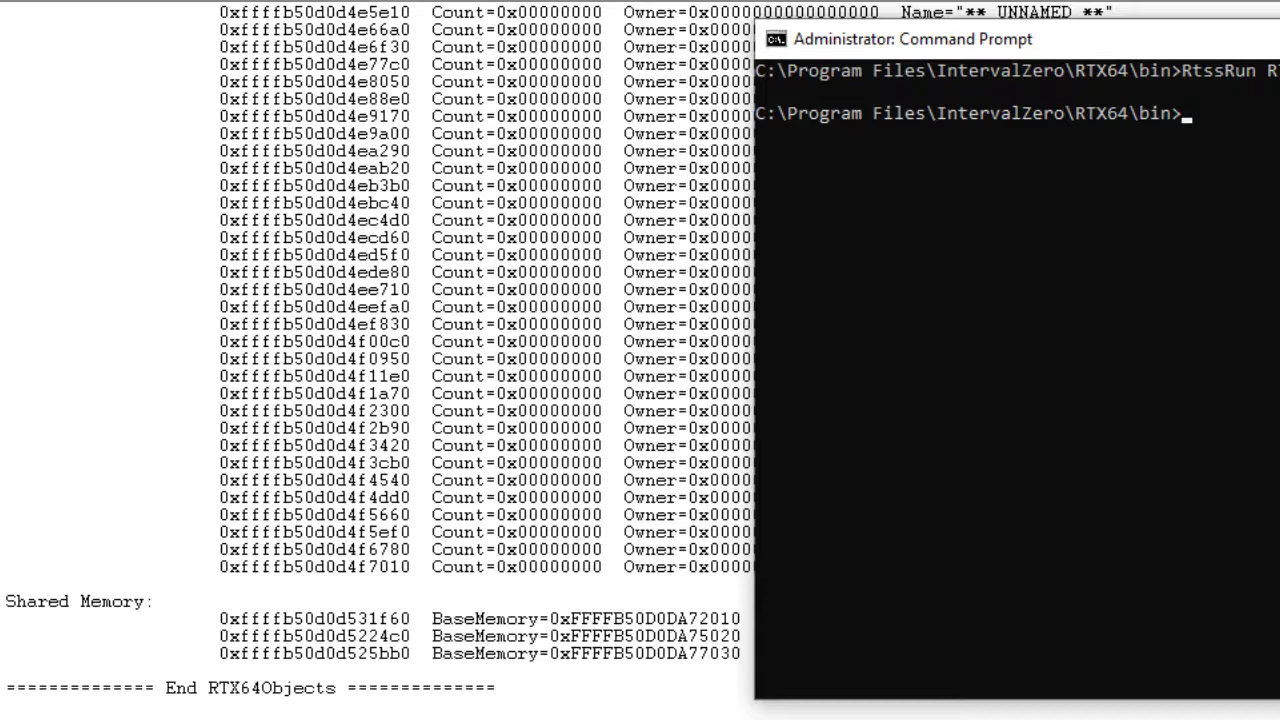 0xffffb50d0d4e5e10 Count=0x00000000 Owner=0x0000000000000000 Name="** UNNAMED **"
0xffffb50d0d4e66a0 Count=0x00000000 Owner=0x0000
0xffffb50d0d4e6f30 Count=0x00000000 Owner=0x0000
0xffffb50d0d4e77c0 Count=0x00000000 Owner=0x0000
0xffffb50d0d4e8050 Count=0x00000000 Owner=0x0000
0xffffb50d0d4e88e0 Count=0x00000000 Owner=0x0000
0xffffb50d0d4e9170 Count=0x00000000 Owner=0x0000
0xffffb50d0d4e9a00 Count=0x00000000 Owner=0x0000
0xffffb50d0d4ea290 Count=0x00000000 Owner=0x0000
0xffffb50d0d4eab20 Count=0x00000000 Owner=0x0000
0xffffb50d0d4eb3b0 Count=0x00000000 Owner=0x0000
0xffffb50d0d4ebc40 Count=0x00000000 Owner=0x0000
0xffffb50d0d4ec4d0 Count=0x00000000 Owner=0x0000
0xffffb50d0d4ecd60 Count=0x00000000 Owner=0x0000
0xffffb50d0d4ed5f0 Count=0x00000000 Owner=0x0000
0xffffb50d0d4ede80 Count=0x00000000 Owner=0x0000
0xffffb50d0d4ee710 Count=0x00000000 Owner=0x0000
0xffffb50d0d4eefa0 Count=0x00000000 Owner=0x0000
0xffffb50d0d4ef830 Count=0x00000000 Owner=0x0000
0xffffb50d0d4f00c0 Count=0x00000000 Owner=0x0000
0xffffb50d0d4f0950 Count=0x00000000 Owner=0x0000
0xffffb50d0d4f11e0 Count=0x00000000 Owner=0x0000
0xffffb50d0d4f1a70 Count=0x00000000 Owner=0x0000
0xffffb50d0d4f2300 Count=0x00000000 Owner=0x0000
0xffffb50d0d4f2b90 Count=0x00000000 Owner=0x0000
0xffffb50d0d4f3420 Count=0x00000000 Owner=0x0000
0xffffb50d0d4f3cb0 Count=0x00000000 Owner=0x0000
0xffffb50d0d4f4540 Count=0x00000000 Owner=0x0000
0xffffb50d0d4f4dd0 Count=0x00000000 Owner=0x0000
0xffffb50d0d4f5660 Count=0x00000000 Owner=0x0000
0xffffb50d0d4f5ef0 Count=0x00000000 Owner=0x0000
0xffffb50d0d4f6780 Count=0x00000000 Owner=0x0000
0xffffb50d0d4f7010 Count=0x00000000 Owner=0x0000
Shared Memory:
0xffffb50d0d531f60 BaseMemory=0xFFFFB50D0DA72010
0xffffb50d0d5224c0 BaseMemory=0xFFFFB50D0DA75020
0xffffb50d0d525bb0 BaseMemory=0xFFFFB50D0DA77030
============== End RTX64Objects ==============
Administrator: Command Prompt
C:\Program Files\IntervalZero\RTX64\bin>RtssRun RT
C:\Program Files\IntervalZero\RTX64\bin>